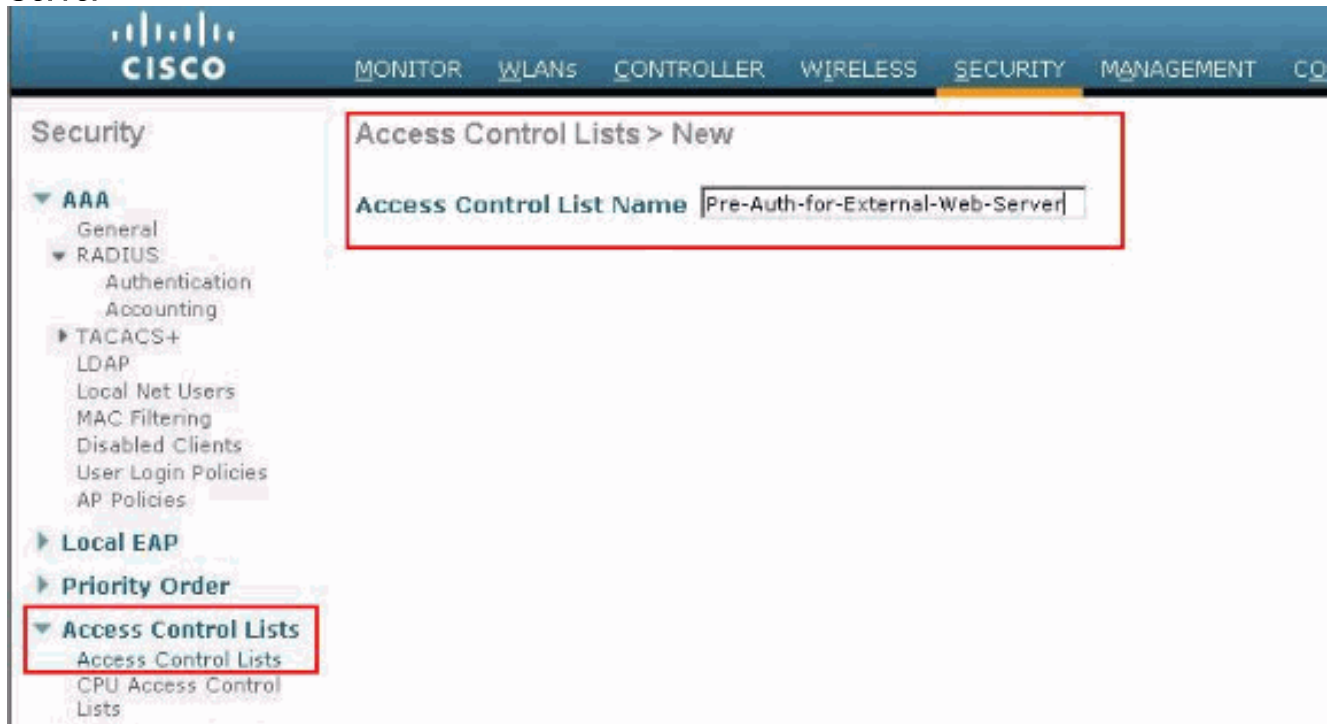 CISCO
MONITOR WLANs CONTROLLER WIRELESS SECURITY MANAGEMENT
Security
AAA
General
RADIUS
Authentication
Accounting
TACACS+
LDAP
Local Net Users
MAC Filtering
Disabled Clients
User Login Policies
AP Policies
Local EAP
Priority Order
Access Control Lists
Access Control Lists
CPU Access Control
Lists
Access Control Lists > New
Access Control List Name Pre-Auth-for-External-Web-Server